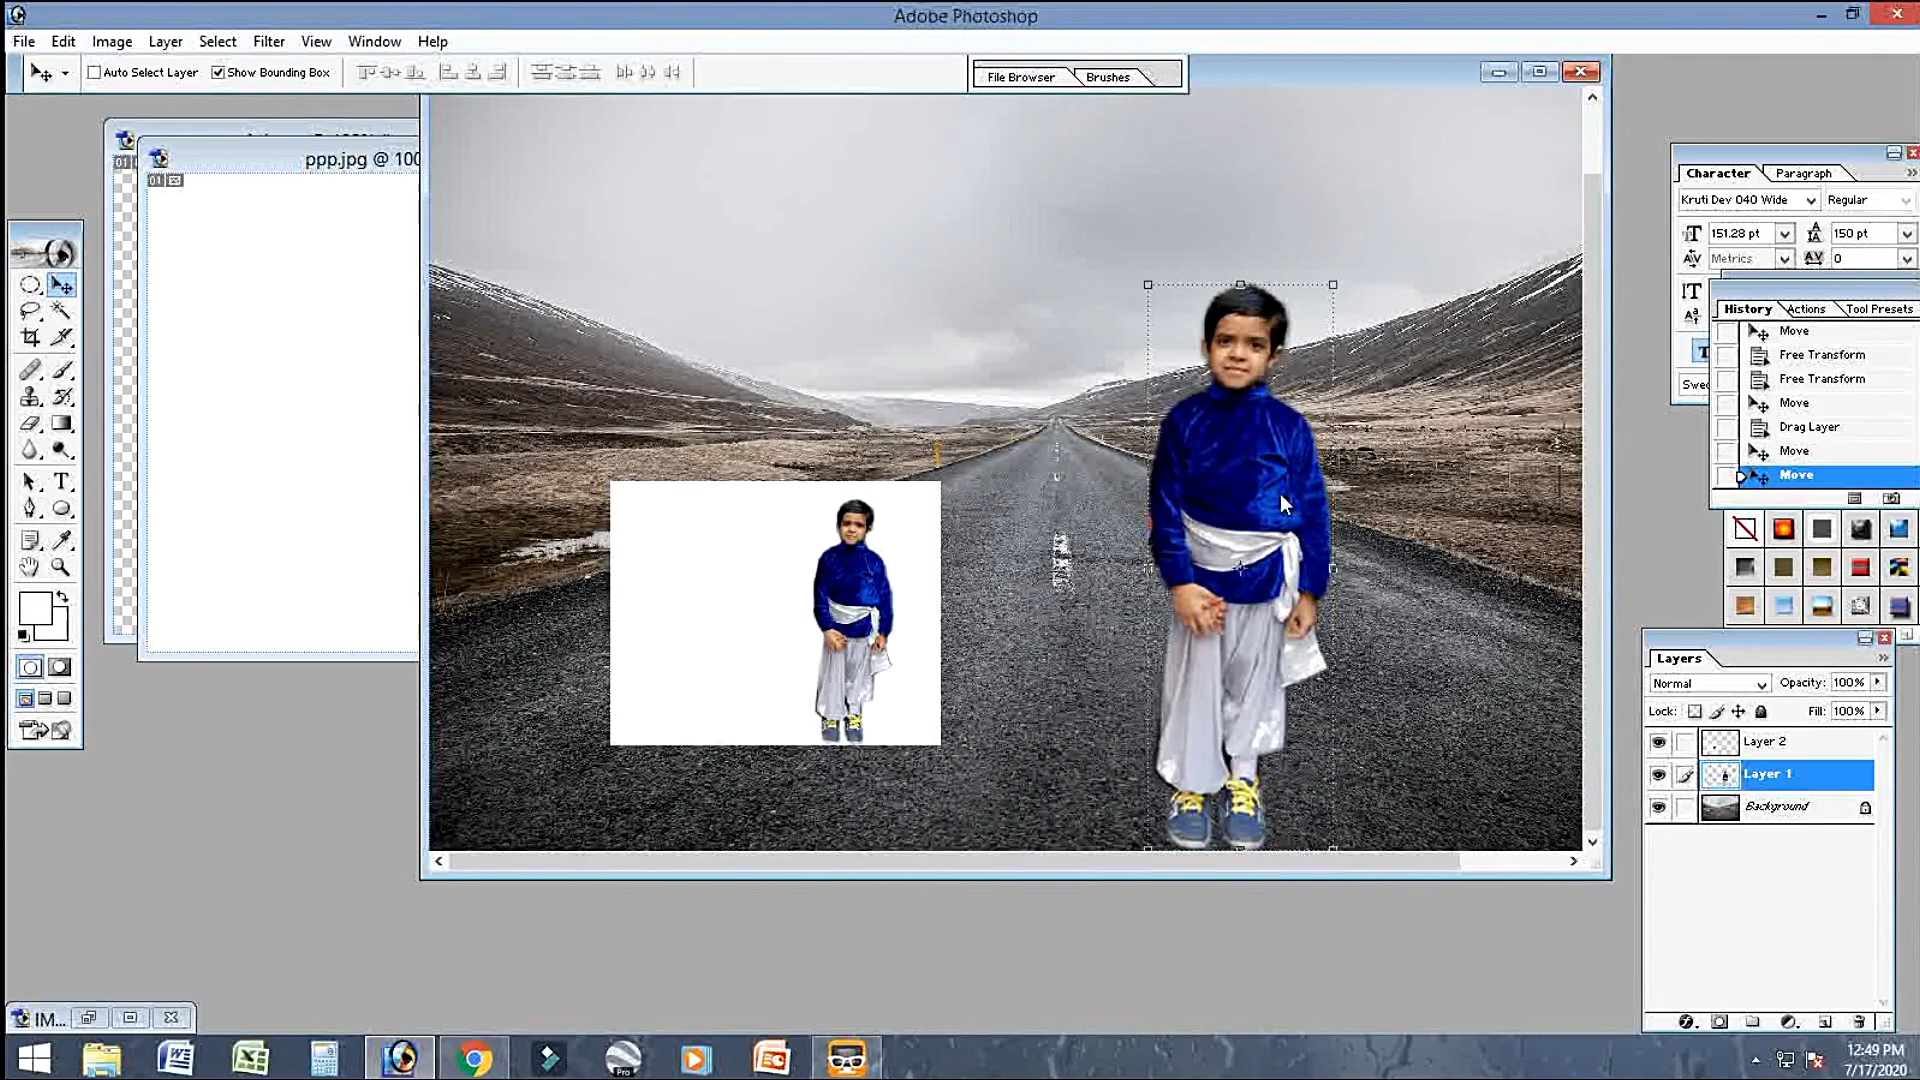 Adobe Photoshop
File Edit Image Layer Select Filter View Window Help
Auto Select Layer Show Bounding Box
File Browser Brushes
ppp.jpg @ 100
01
01
Character Paragraph
Kruti Dev 040 Wide Regular
151.28 pt 150 pt
Metrics 0
History Actions Tool Presets
Move
Free Transform
Free Transform
Move
Drag Layer
Move
Move
Layers
Normal Opacity: 100%
Lock: Fill: 100%
Layer 2
Layer 1
Background
IM...
Pro
12:49 PM
7/17/2020